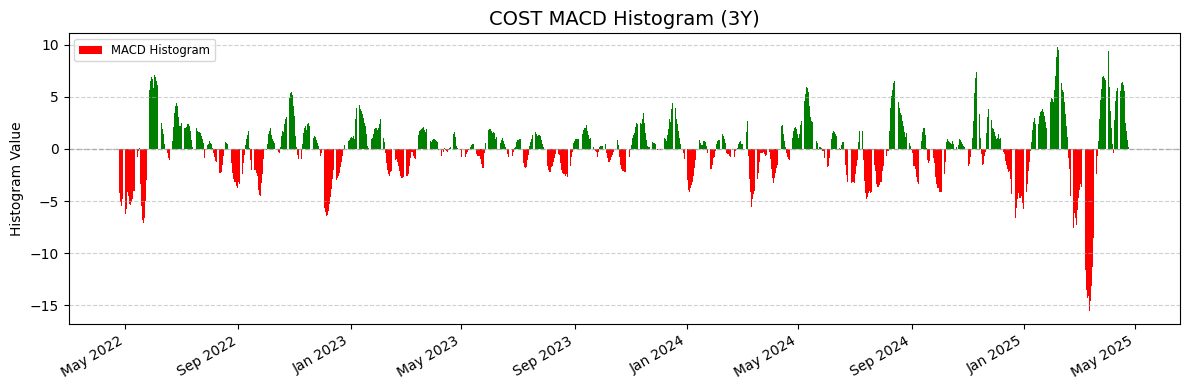 COST MACD Histogram (3Y)
MACD Histogram
Histogram Value
10
5
0
−5
−10
−15
May 2022
Sep 2022
Jan 2023
May 2023
Sep 2023
Jan 2024
May 2024
Sep 2024
Jan 2025
May 2025